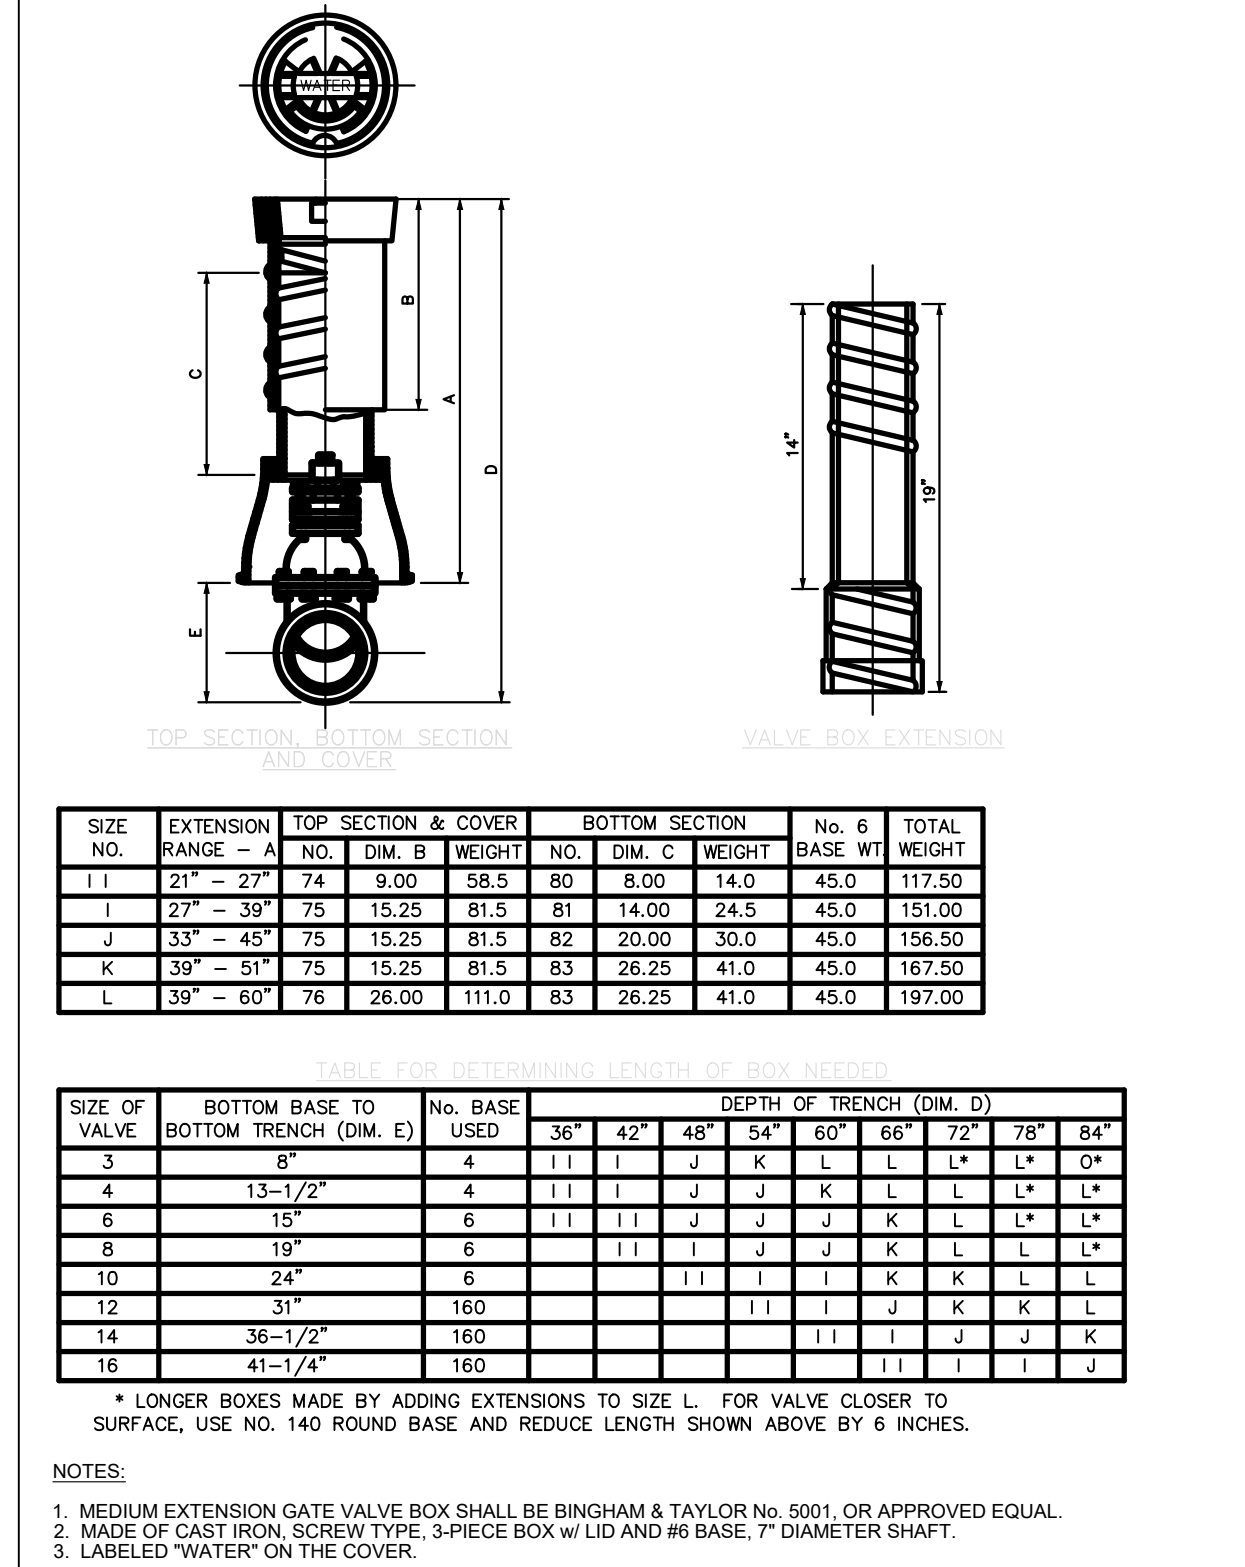 WATER
B
C
A
D
E
14"
19"
TOP SECTION, BOTTOM SECTION
AND COVER
VALVE BOX EXTENSION
SIZE NO. EXTENSION RANGE – A TOP SECTION & COVER BOTTOM SECTION No. 6 BASE WT. TOTAL WEIGHT
NO. DIM. B WEIGHT NO. DIM. C WEIGHT
I I 21" – 27" 74 9.00 58.5 80 8.00 14.0 45.0 117.50
I 27" – 39" 75 15.25 81.5 81 14.00 24.5 45.0 151.00
J 33" – 45" 75 15.25 81.5 82 20.00 30.0 45.0 156.50
K 39" – 51" 75 15.25 81.5 83 26.25 41.0 45.0 167.50
L 39" – 60" 76 26.00 111.0 83 26.25 41.0 45.0 197.00
TABLE FOR DETERMINING LENGTH OF BOX NEEDED
SIZE OF VALVE BOTTOM BASE TO BOTTOM TRENCH (DIM. E) No. BASE USED DEPTH OF TRENCH (DIM. D)
36" 42" 48" 54" 60" 66" 72" 78" 84"
3 8" 4 I I I J K L L L* L* O*
4 13–1/2" 4 I I I J J K L L L* L*
6 15" 6 I I I I J J J K L L* L*
8 19" 6 I I I J J K L L L*
10 24" 6 I I I I K K L L
12 31" 160 I I I J K K L
14 36–1/2" 160 I I I J J K
16 41–1/4" 160 I I I I J
* LONGER BOXES MADE BY ADDING EXTENSIONS TO SIZE L. FOR VALVE CLOSER TO
SURFACE, USE NO. 140 ROUND BASE AND REDUCE LENGTH SHOWN ABOVE BY 6 INCHES.
NOTES:
1. MEDIUM EXTENSION GATE VALVE BOX SHALL BE BINGHAM & TAYLOR No. 5001, OR APPROVED EQUAL.
2. MADE OF CAST IRON, SCREW TYPE, 3-PIECE BOX w/ LID AND #6 BASE, 7" DIAMETER SHAFT.
3. LABELED "WATER" ON THE COVER.